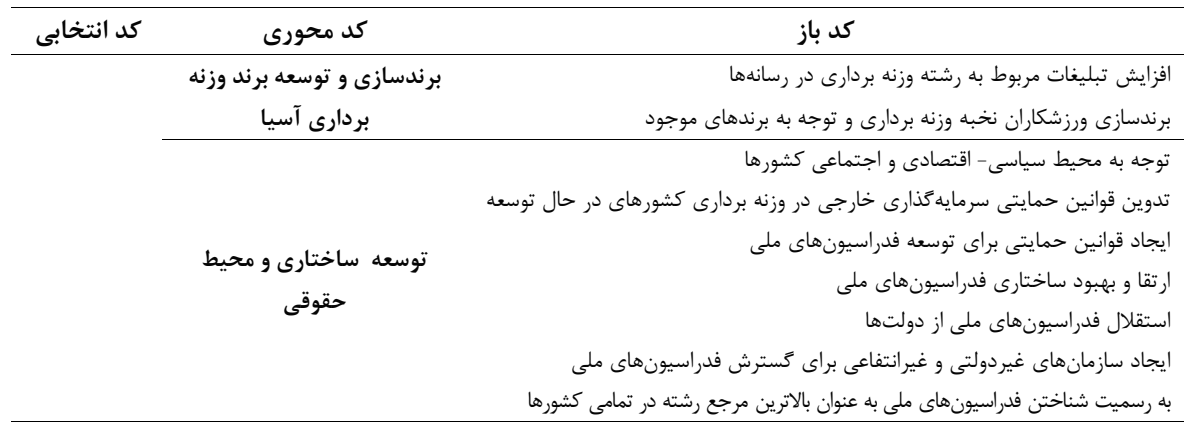 کد باز کد محوری کد انتخابی
افزایش تبلیغات مربوط به رشته وزنه برداری در رسانه‌ها
برندسازی ورزشکاران نخبه وزنه برداری و توجه به برندهای موجود
برندسازی و توسعه برند وزنه
برداری آسیا
توجه به محیط سیاسی- اقتصادی و اجتماعی کشورها
تدوین قوانین حمایتی سرمایه‌گذاری خارجی در وزنه برداری کشورهای در حال توسعه
ایجاد قوانین حمایتی برای توسعه فدراسیون‌های ملی
ارتقا و بهبود ساختاری فدراسیون‌های ملی
استقلال فدراسیون‌های ملی از دولت‌ها
ایجاد سازمان‌های غیردولتی و غیرانتفاعی برای گسترش فدراسیون‌های ملی
به رسمیت شناختن فدراسیون‌های ملی به عنوان بالاترین مرجع رشته در تمامی کشورها
توسعه ساختاری و محیط
حقوقی